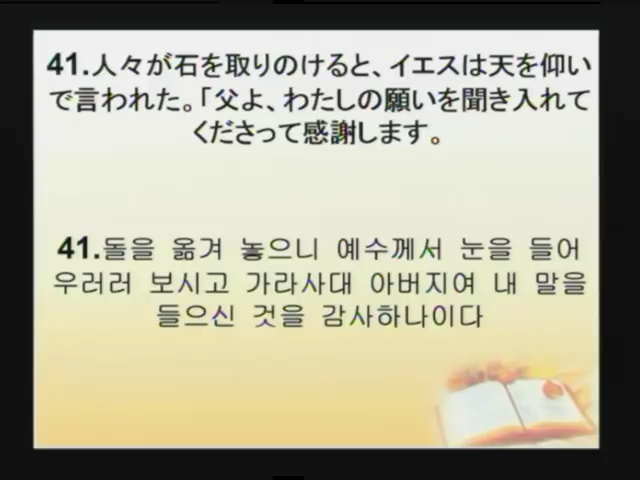 41.人々が石を取りのけると、イエスは天を仰い
で言われた。「父よ、わたしの願いを聞き入れて
くださって感謝します。
41.돌을 옮겨 놓으니 예수께서 눈을 들어
우러러 보시고 가라사대 아버지여 내 말을
들으신 것을 감사하나이다